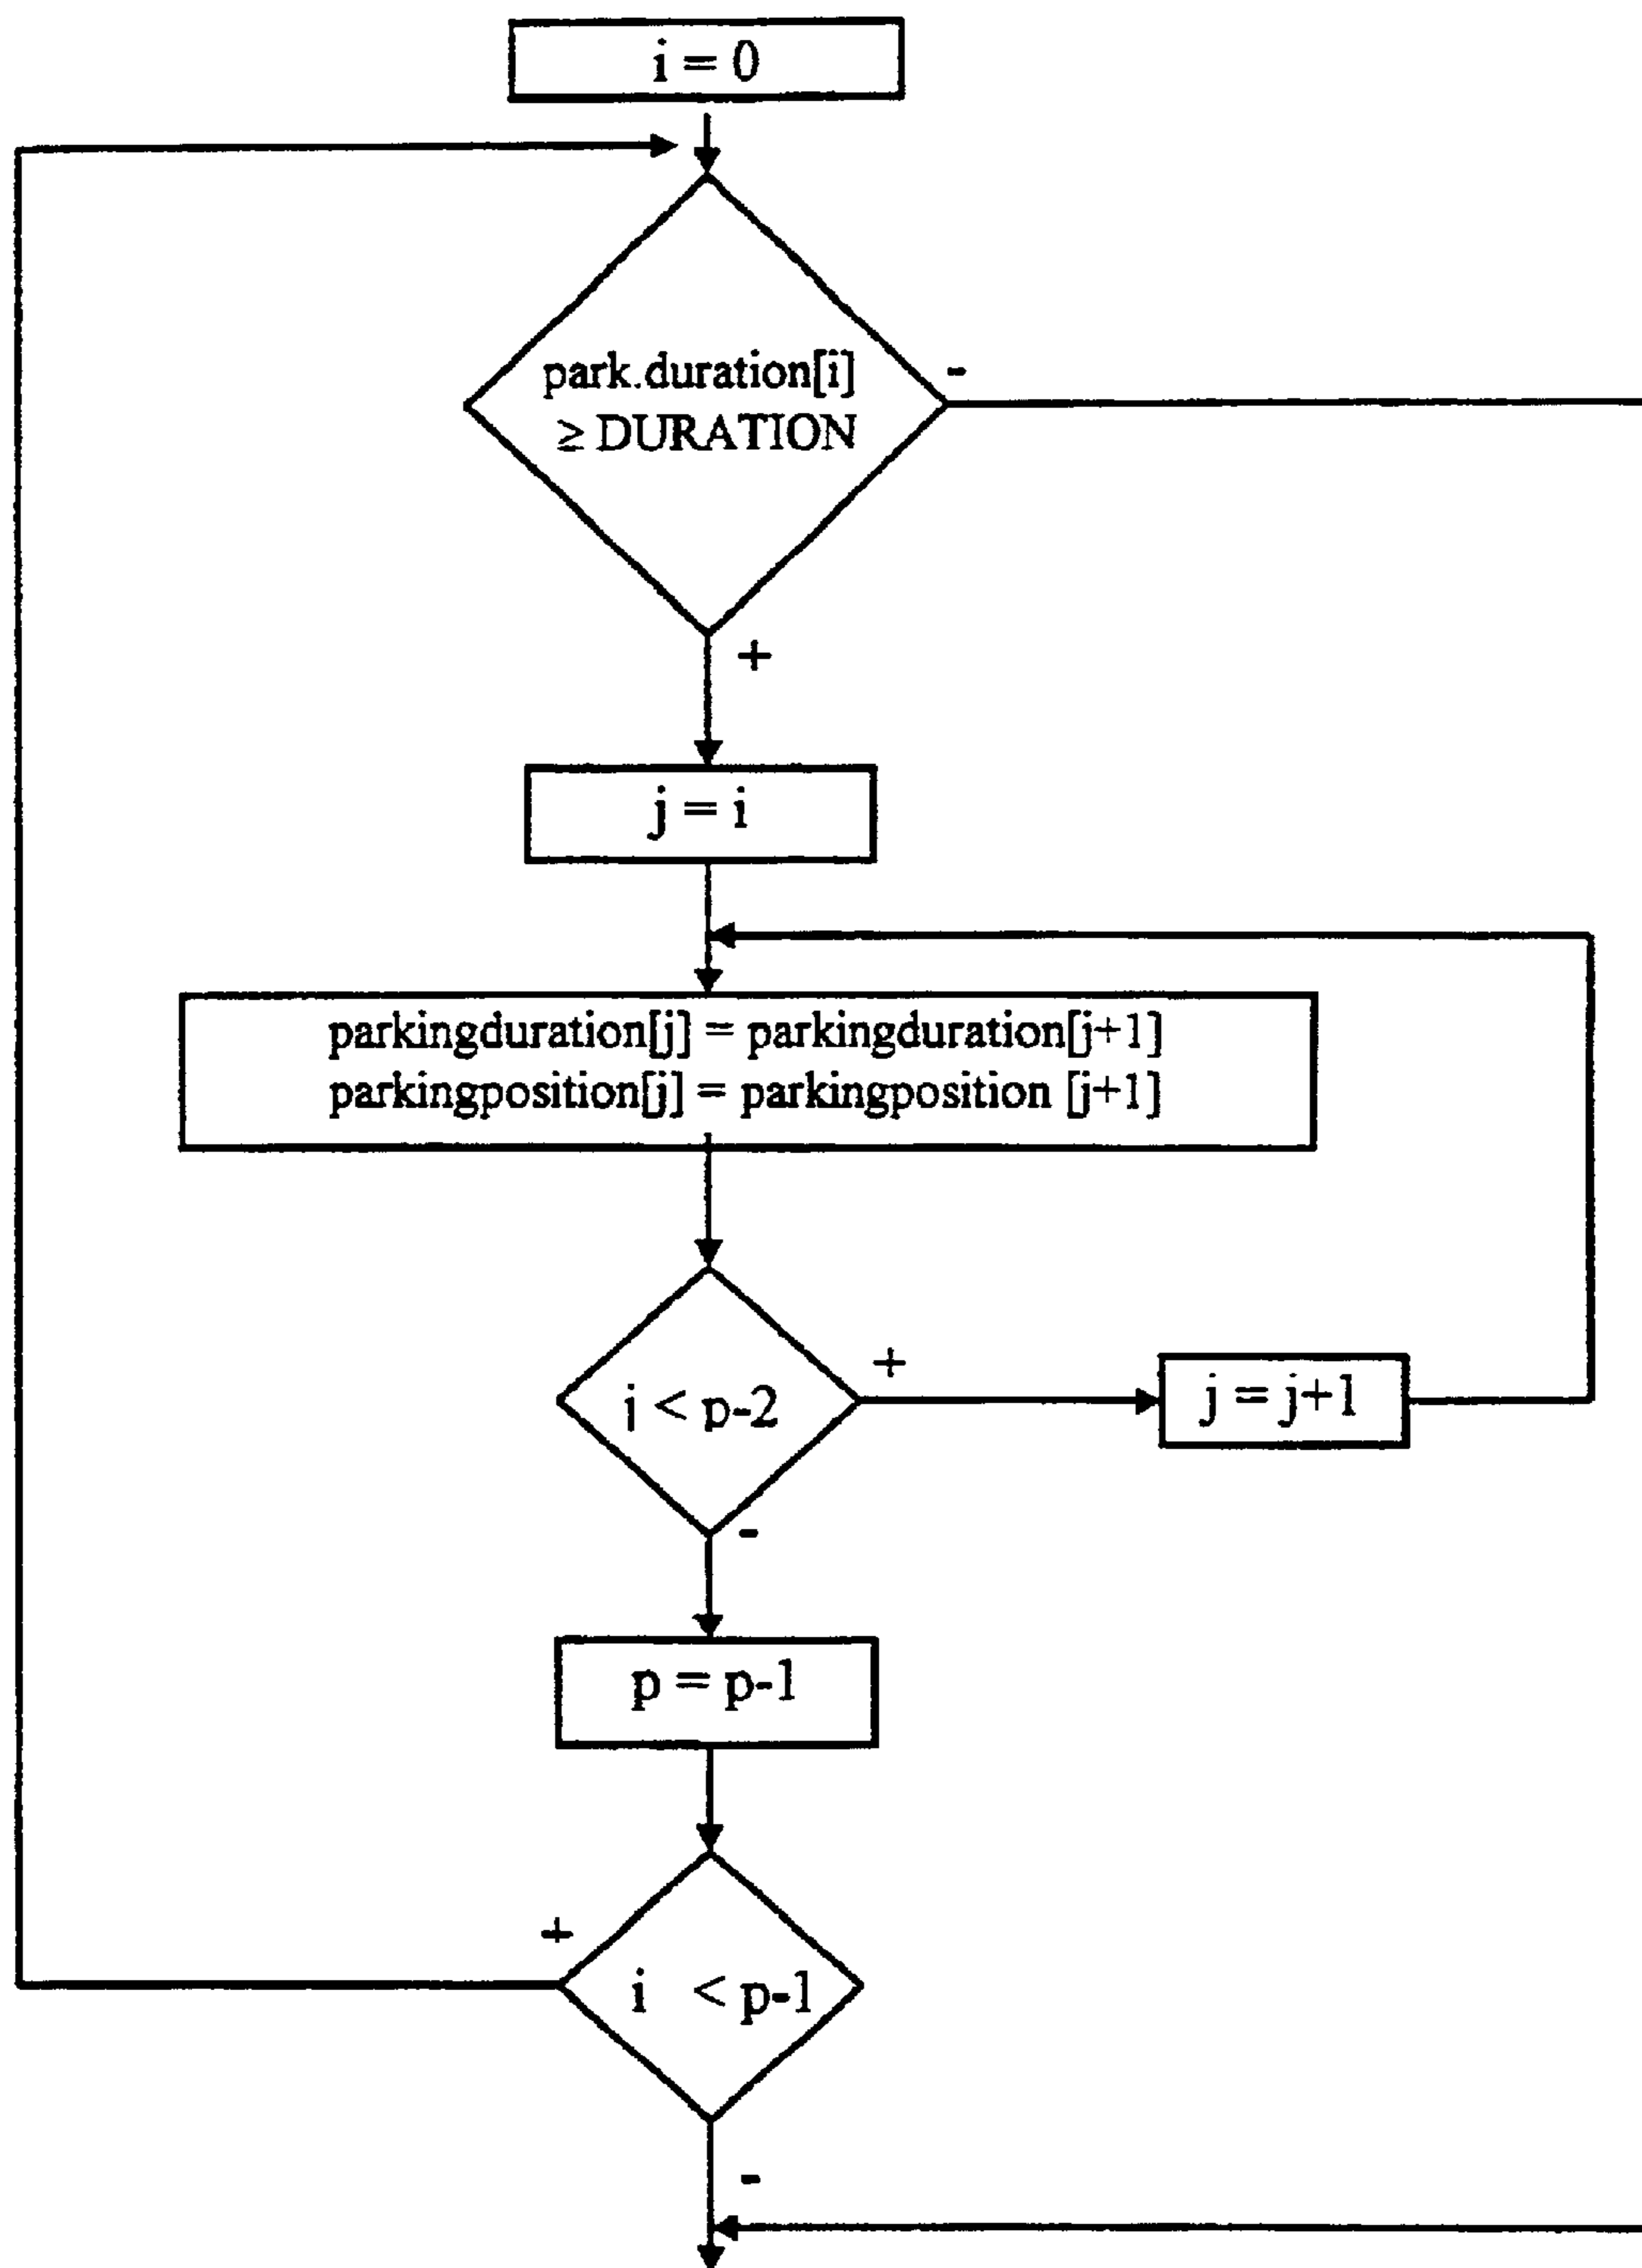 i = 0
park.duration[i]
≥ DURATION
-
+
j = i
parkingduration[j] = parkingduration[j+1]
parkingposition[j] = parkingposition [j+1]
i < p-2
+
j = j+1
-
p = p-1
+
i < p-1
-